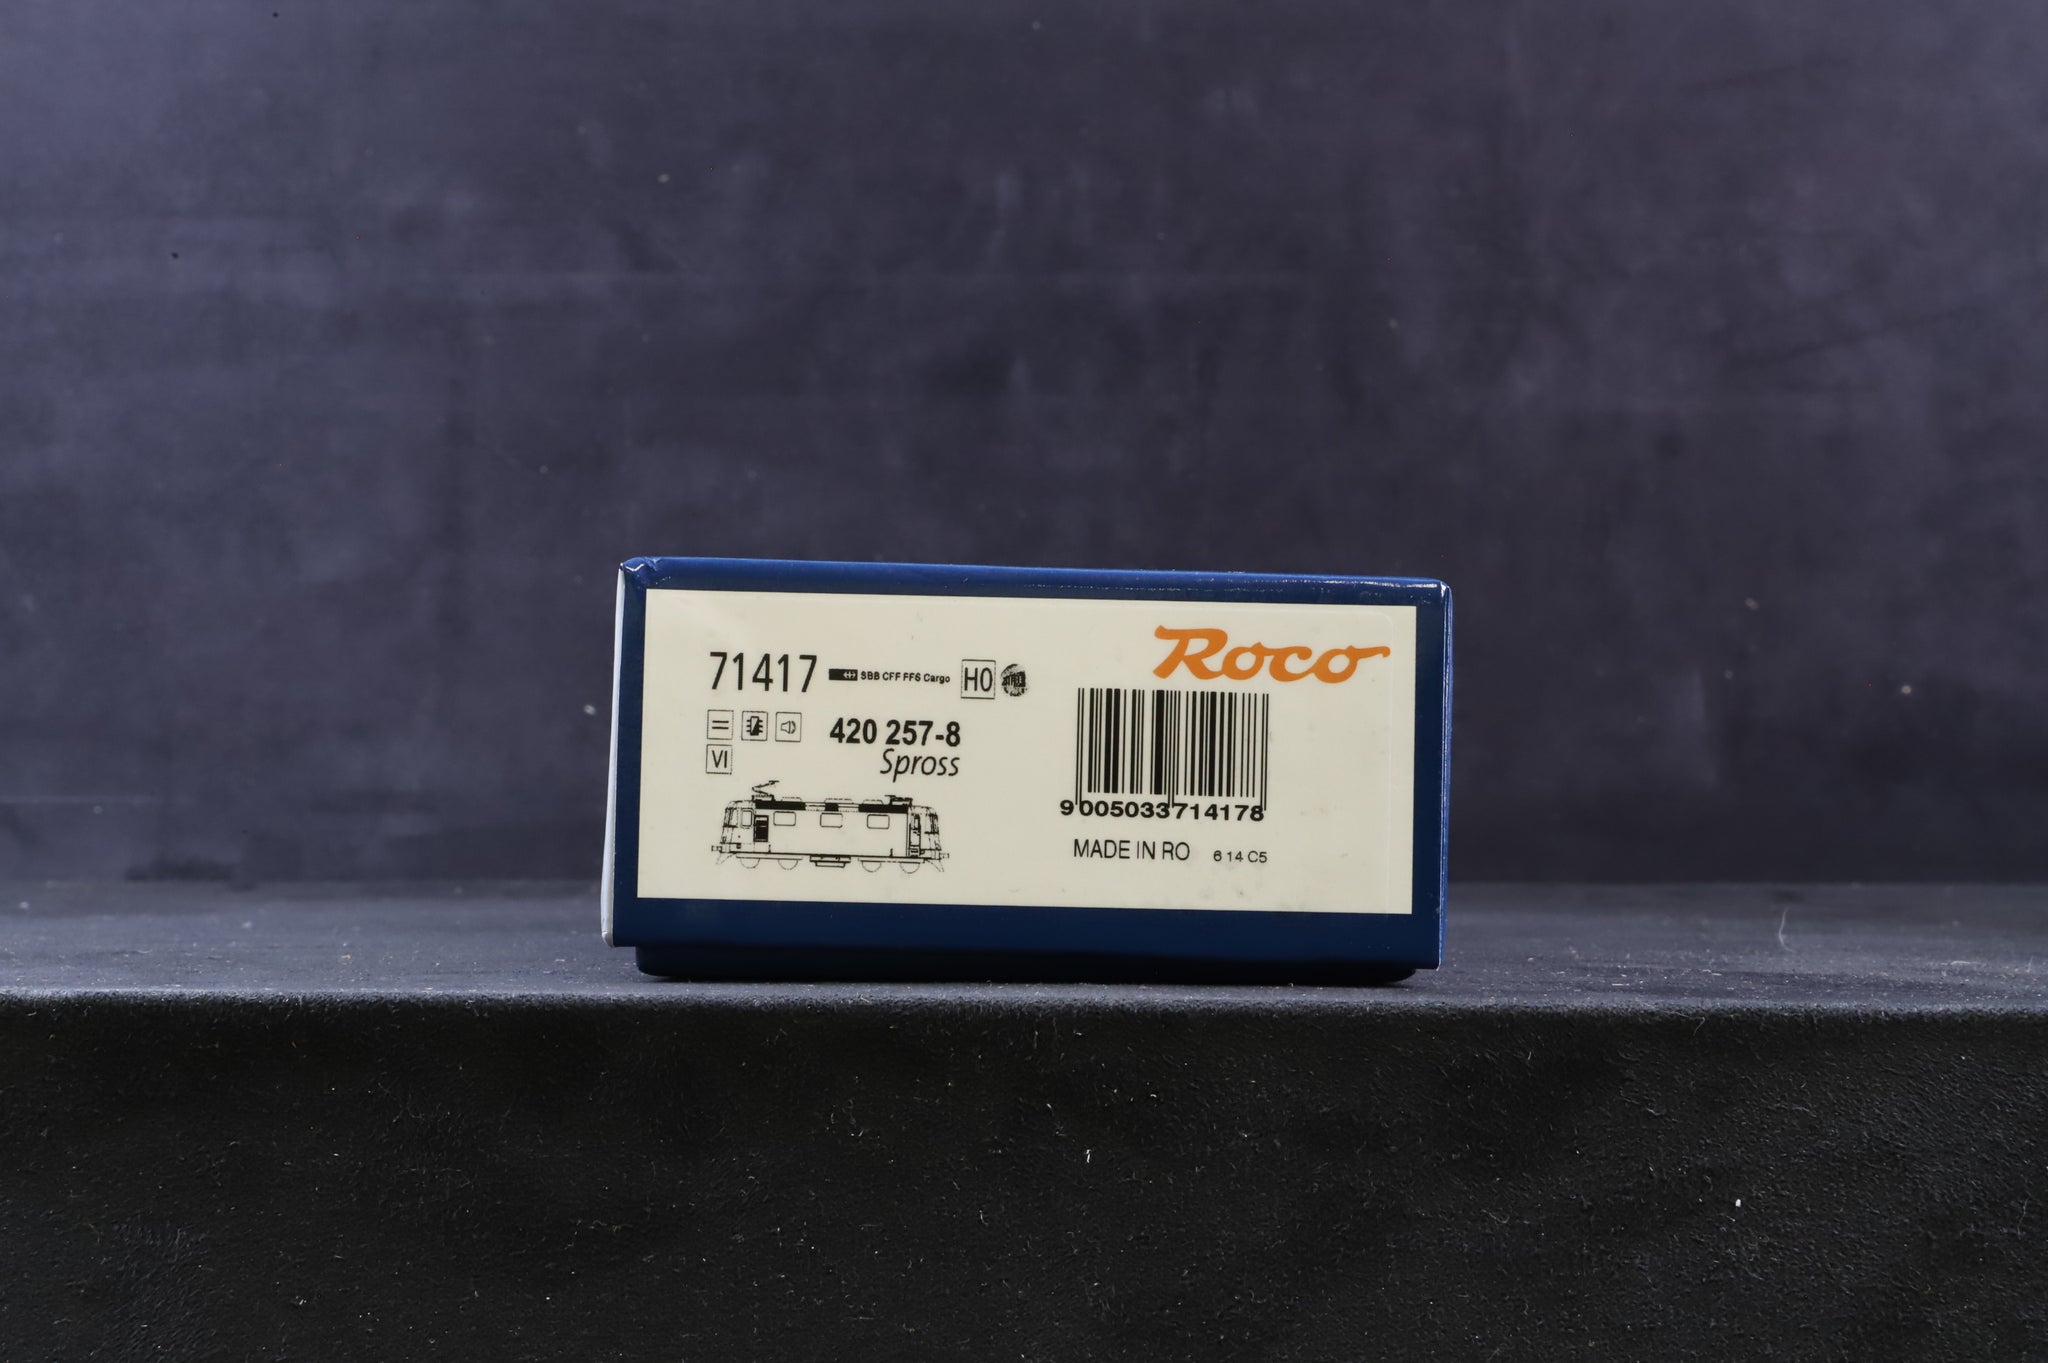 Roco
71417 SBB CFF FFS Cargo H0
420 257-8
VI Spross
9 005033 714178
MADE IN RO 6 14 C5